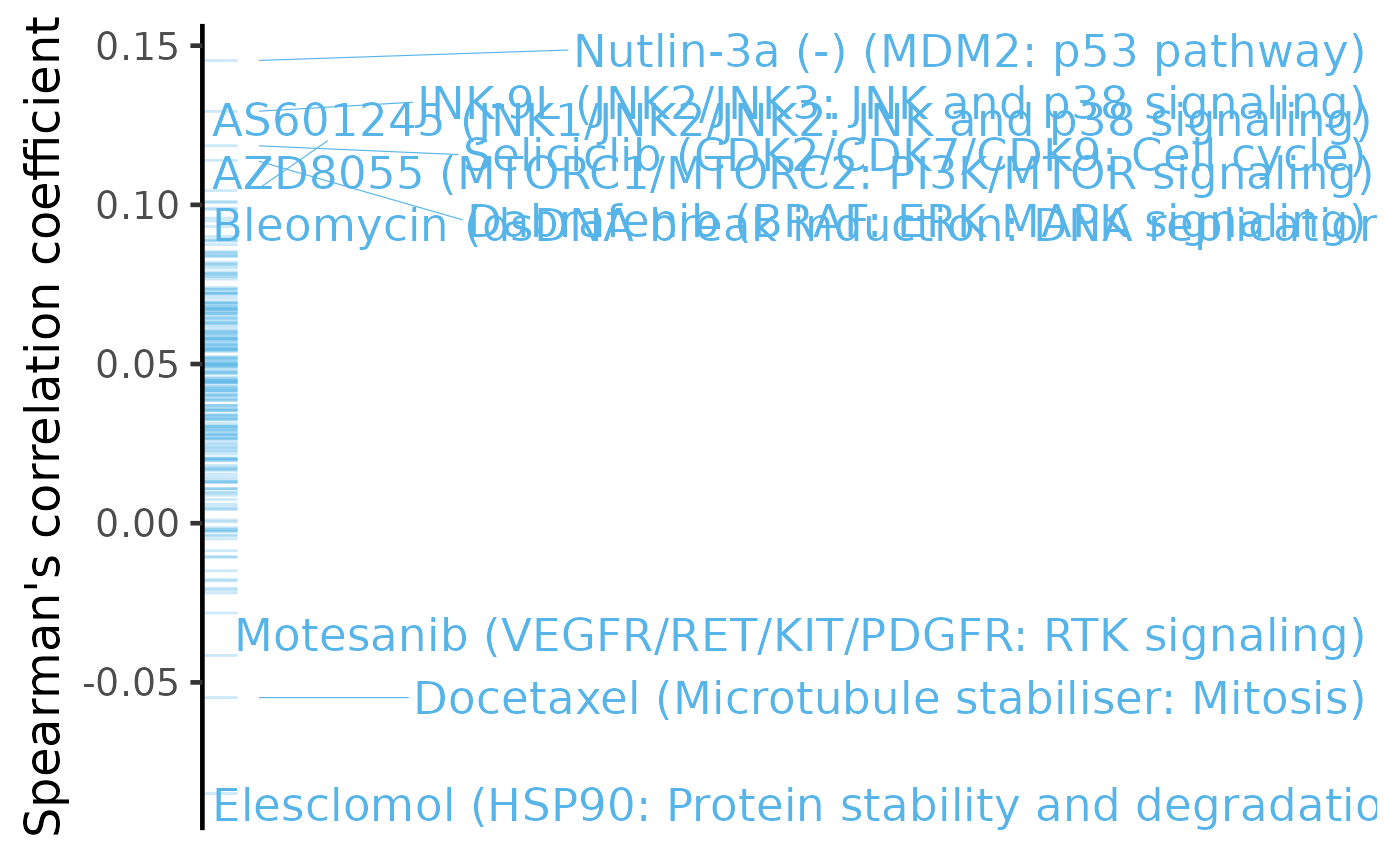 Spearman's correlation coefficient
0.15
0.10
0.05
0.00
-0.05
Nutlin-3a (-) (MDM2: p53 pathway)
JNK-9L (JNK2/JNK3: JNK and p38 signaling)
AS601245 (JNK1/JNK2/JNK2: JNK and p38 signaling)
Seliciclib (CDK2/CDK7/CDK9: Cell cycle)
AZD8055 (MTORC1/MTORC2: PI3K/MTOR signaling)
Dabrafenib (BRAF: ERK MAPK signaling)
Bleomycin (dsDNA break induction: DNA replication
Motesanib (VEGFR/RET/KIT/PDGFR: RTK signaling)
Docetaxel (Microtubule stabiliser: Mitosis)
Elesclomol (HSP90: Protein stability and degradatio